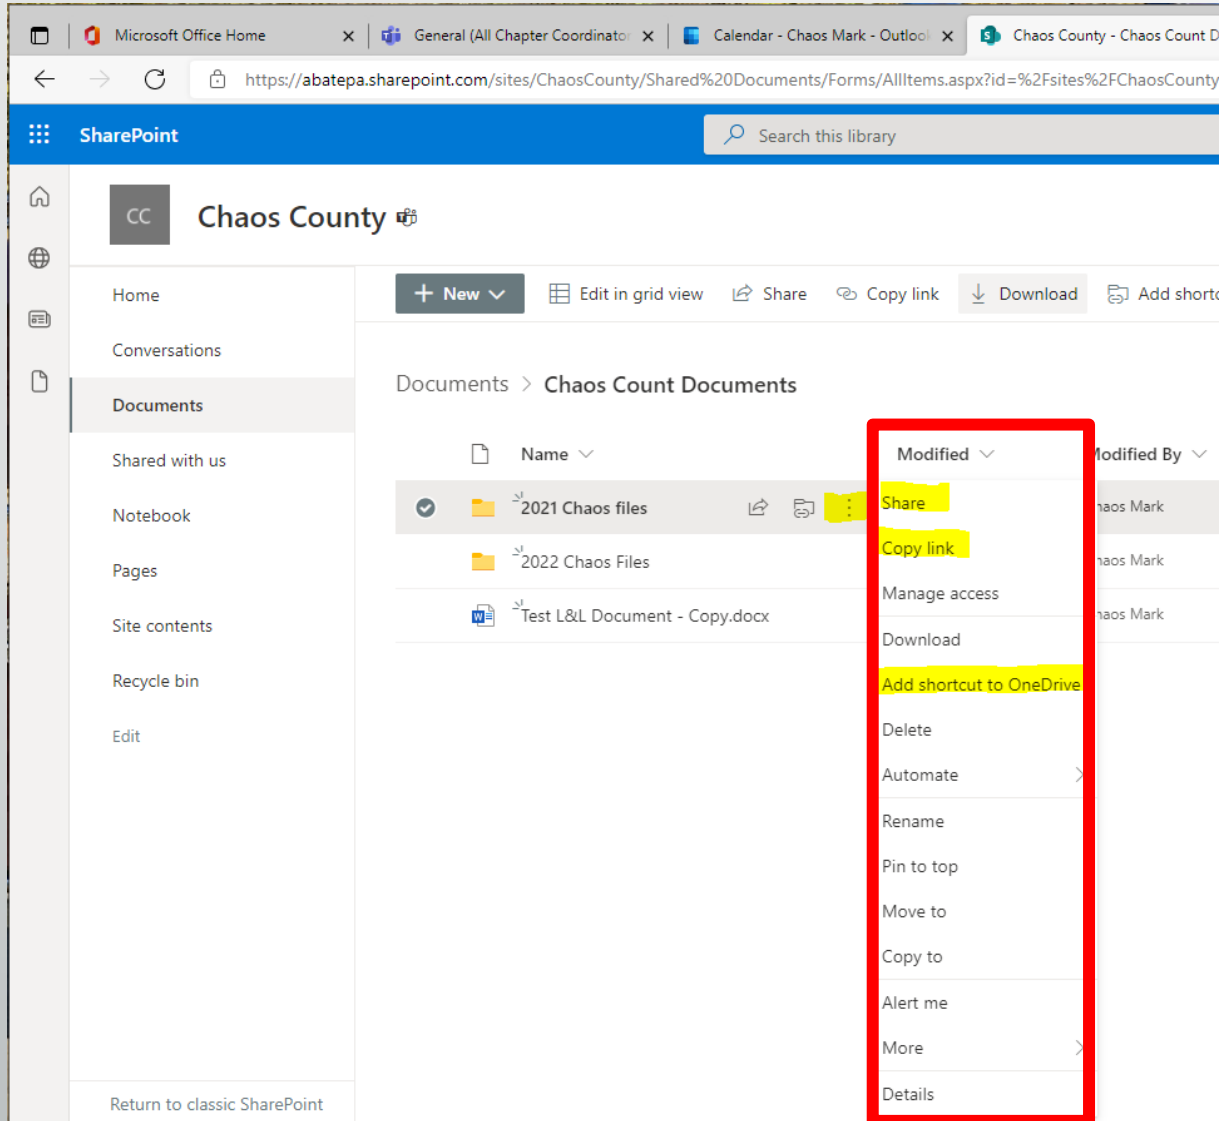 Microsoft Office Home
General (All Chapter Coordinator
Calendar - Chaos Mark - Outlook
Chaos County - Chaos Count D
https://abatepa.sharepoint.com/sites/ChaosCounty/Shared%20Documents/Forms/AllItems.aspx?id=%2Fsites%2FChaosCounty
SharePoint
Search this library
CC
Chaos County
Home
Conversations
Documents
Shared with us
Notebook
Pages
Site contents
Recycle bin
Edit
Return to classic SharePoint
New
Edit in grid view
Share
Copy link
Download
Add shortc
Documents > Chaos Count Documents
Name
Modified
Modified By
2021 Chaos files
haos Mark
2022 Chaos Files
haos Mark
Test L&L Document - Copy.docx
haos Mark
Share
Copy link
Manage access
Download
Add shortcut to OneDrive
Delete
Automate
Rename
Pin to top
Move to
Copy to
Alert me
More
Details